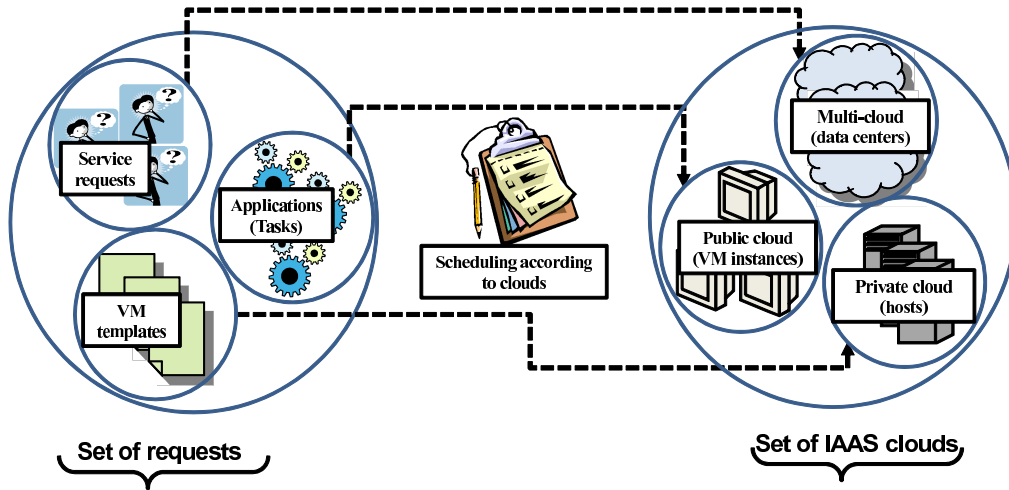 Service
requests
?
?
?
Applications
(Tasks)
VM
templates
Scheduling according
to clouds
Multi-cloud
(data centers)
Public cloud
(VM instances)
Private cloud
(hosts)
Set of requests
Set of IAAS clouds